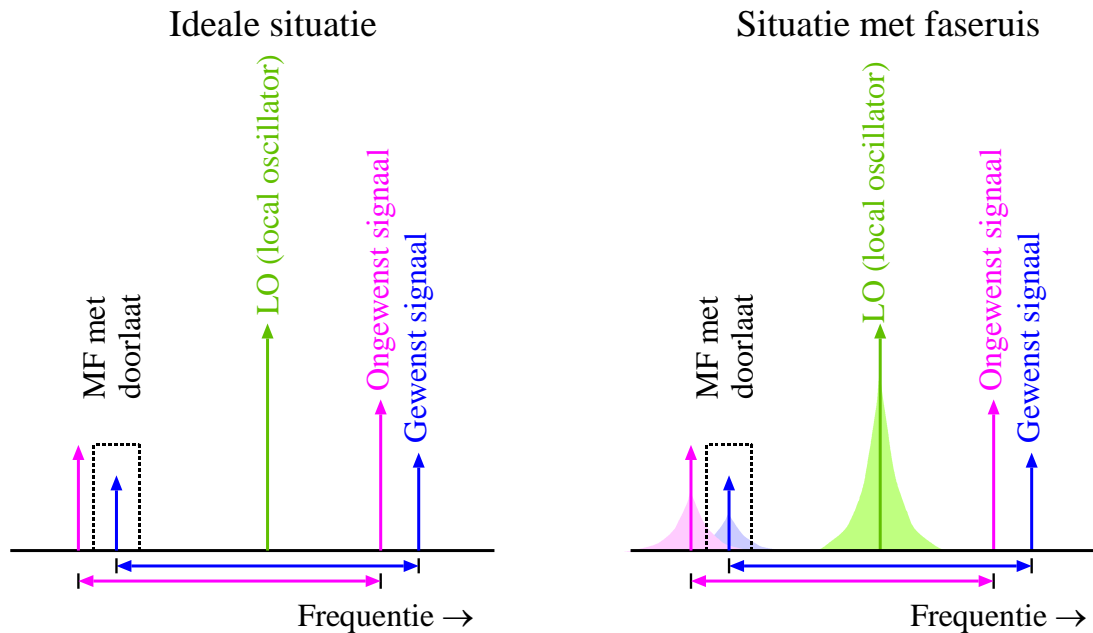 Ideale situatie
MF met
doorlaat
LO (local oscillator)
Ongewenst signaal
Gewenst signaal
Frequentie →
Situatie met faseruis
MF met
doorlaat
LO (local oscillator)
Ongewenst signaal
Gewenst signaal
Frequentie →